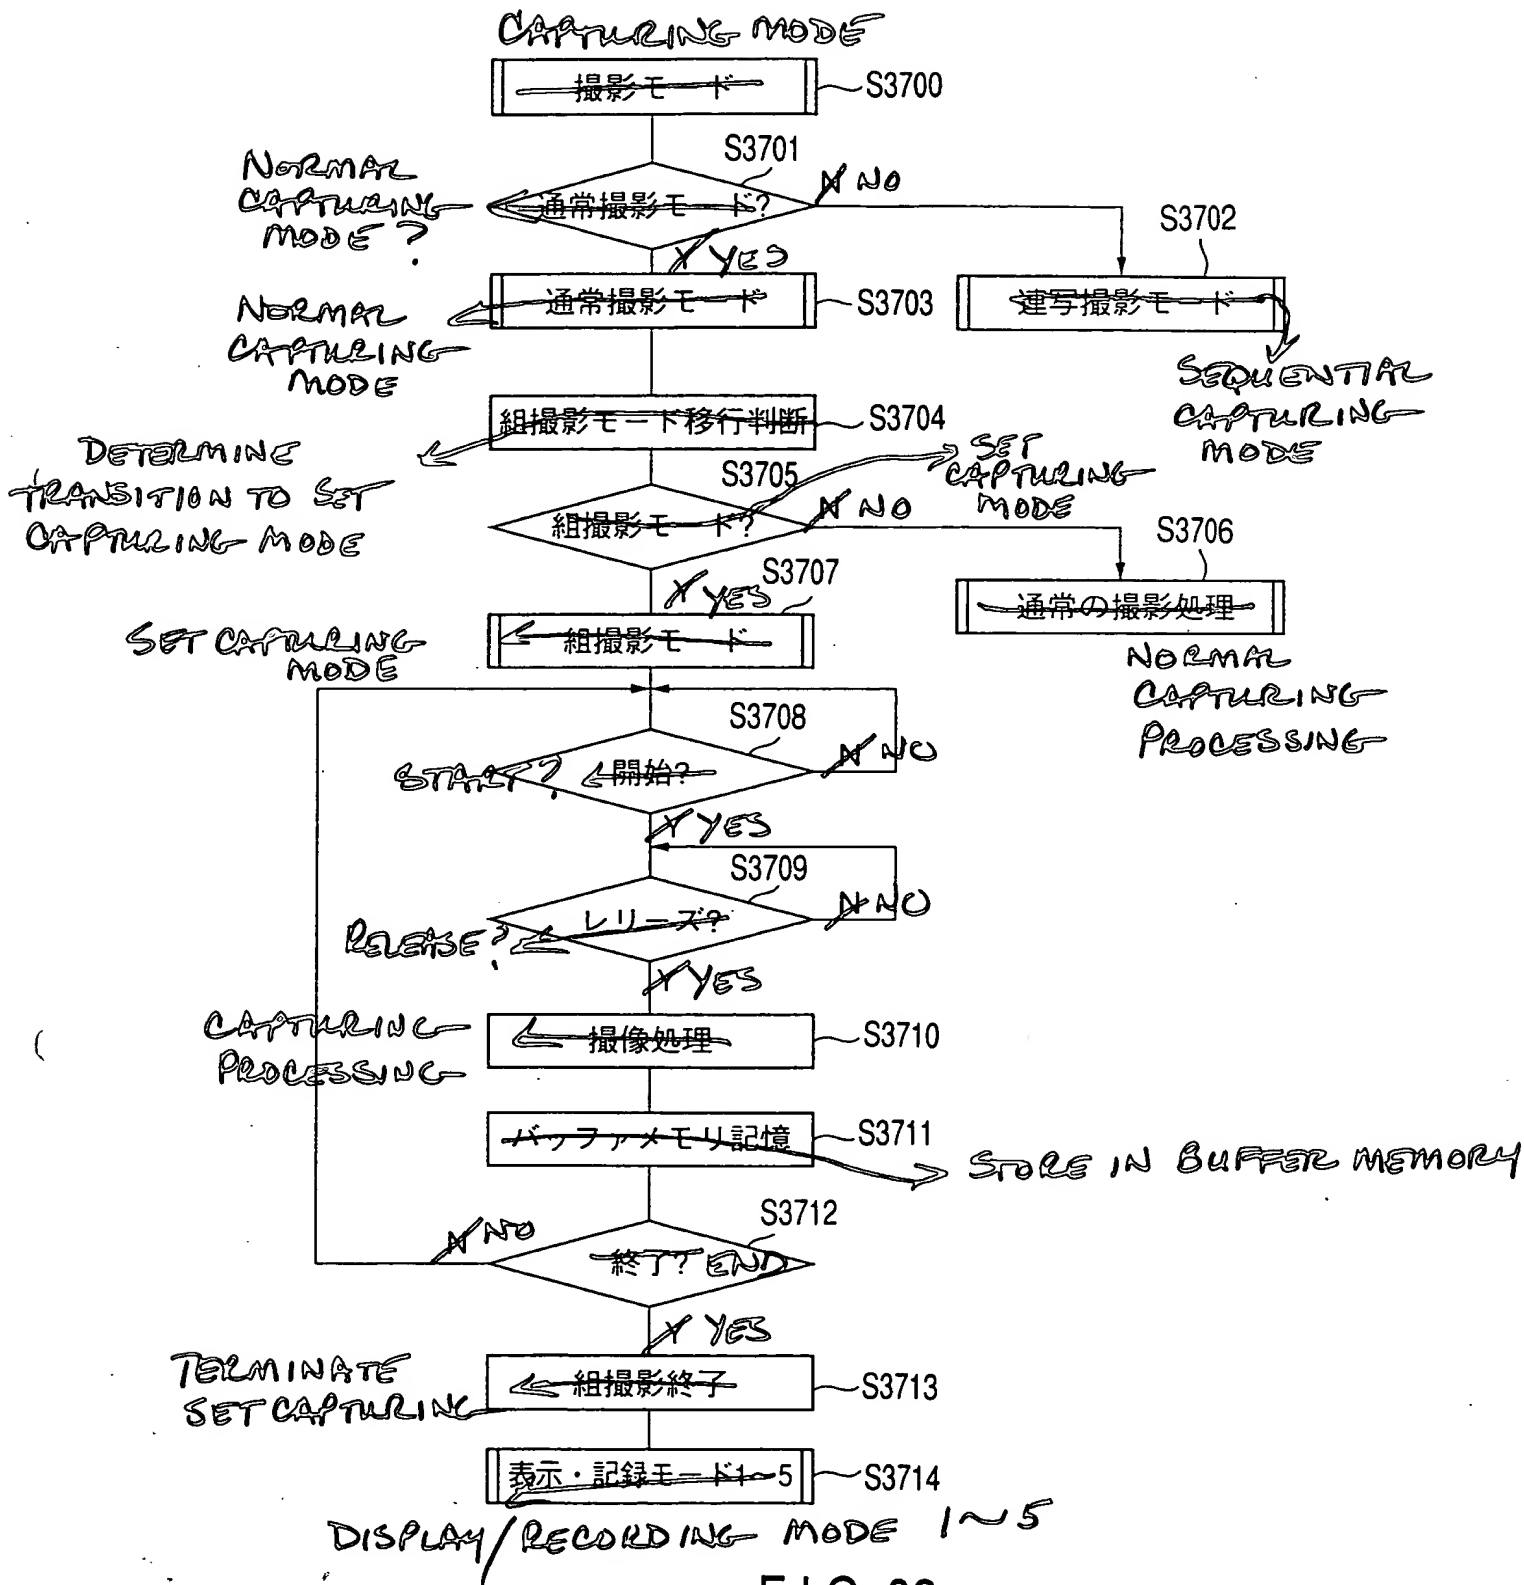 CAPTURING MODE
撮影モード
S3700
S3701
NORMAL
CAPTURING
MODE?
通常撮影モード?
N NO
S3702
Y YES
通常撮影モード
S3703
NORMAL
CAPTURING
MODE
連写撮影モード
SEQUENTIAL
CAPTURING
MODE
組撮影モード移行判断
S3704
DETERMINE
TRANSITION TO SET
CAPTURING MODE
S3705
SET
CAPTURING
MODE
組撮影モード?
N NO
S3706
Y YES
S3707
通常の撮影処理
NORMAL
CAPTURING
PROCESSING
SET CAPTURING
MODE
組撮影モード
S3708
START?
開始?
N NO
Y YES
S3709
RELEASE?
レリーズ?
N NO
Y YES
CAPTURING
PROCESSING
撮像処理
S3710
バッファメモリ記憶
S3711
STORE IN BUFFER MEMORY
S3712
N NO
終了? END
Y YES
TERMINATE
SET CAPTURING
組撮影終了
S3713
表示・記録モード1～5
S3714
DISPLAY/RECORDING MODE 1～5